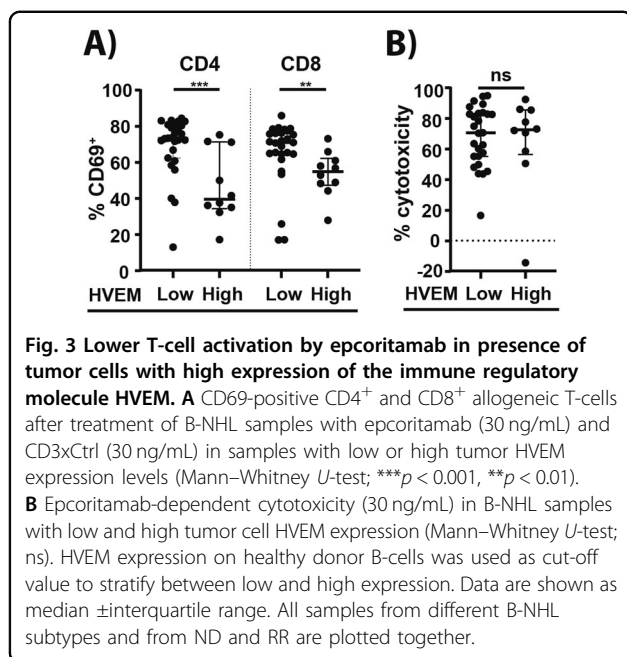 A)
B)
CD4 CD8
*** **
ns
% CD69+
100
80
60
40
20
0
% cytotoxicity
100
80
60
40
20
0
-20
HVEM Low High Low High
HVEM Low High
Fig. 3 Lower T-cell activation by epcoritamab in presence of
tumor cells with high expression of the immune regulatory
molecule HVEM. A CD69-positive CD4+ and CD8+ allogeneic T-cells
after treatment of B-NHL samples with epcoritamab (30 ng/mL) and
CD3xCtrl (30 ng/mL) in samples with low or high tumor HVEM
expression levels (Mann–Whitney U-test; ***p < 0.001, **p < 0.01).
B Epcoritamab-dependent cytotoxicity (30 ng/mL) in B-NHL samples
with low and high tumor cell HVEM expression (Mann–Whitney U-test;
ns). HVEM expression on healthy donor B-cells was used as cut-off
value to stratify between low and high expression. Data are shown as
median ±interquartile range. All samples from different B-NHL
subtypes and from ND and RR are plotted together.